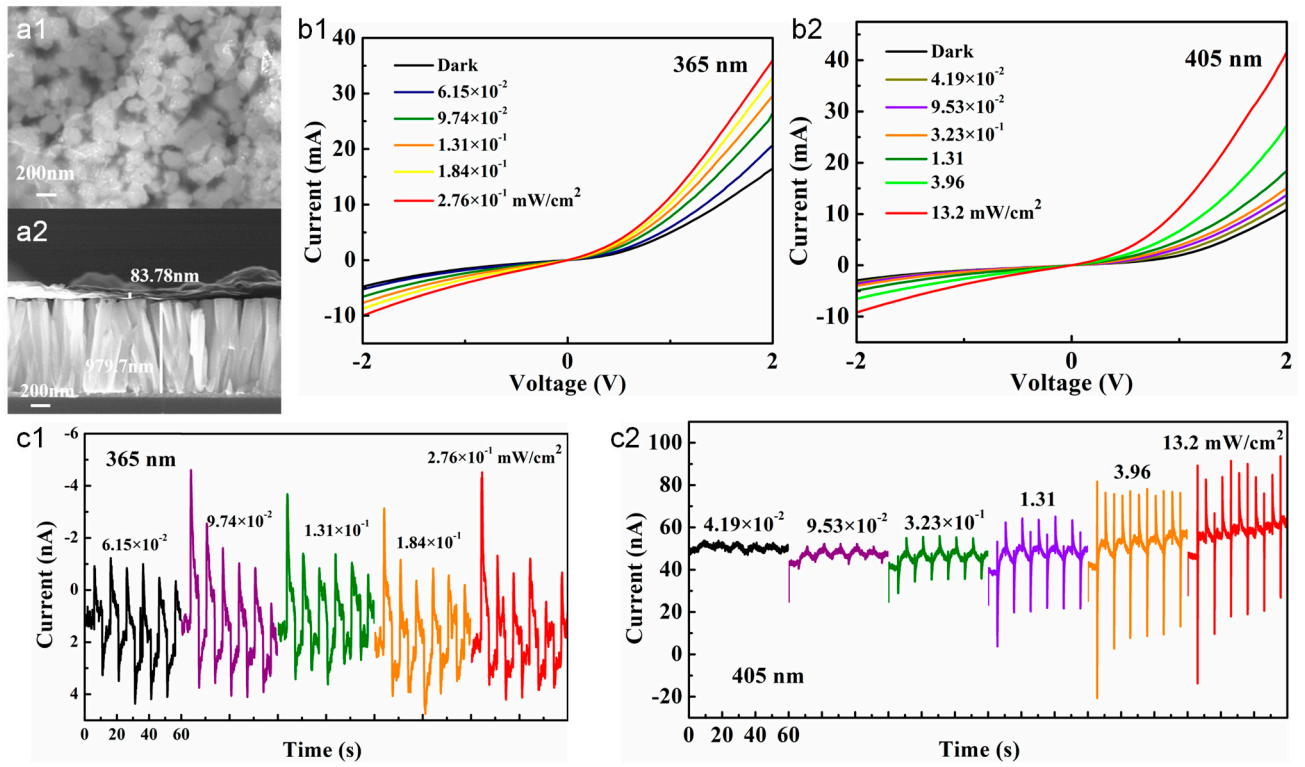 a1
200nm
a2
83.78nm
979.7nm
200nm
b1
365 nm
Dark
6.15×10⁻²
9.74×10⁻²
1.31×10⁻¹
1.84×10⁻¹
2.76×10⁻¹ mW/cm²
Current (mA)
40
35
30
25
20
15
10
5
0
-10
-2
0
2
Voltage (V)
b2
405 nm
Dark
4.19×10⁻²
9.53×10⁻²
3.23×10⁻¹
1.31
3.96
13.2 mW/cm²
Current (mA)
40
30
20
10
0
-10
-2
0
2
Voltage (V)
c1
365 nm
6.15×10⁻²
9.74×10⁻²
1.31×10⁻¹
1.84×10⁻¹
2.76×10⁻¹ mW/cm²
Current (nA)
-6
-4
-2
0
2
4
0 20 40 60
Time (s)
c2
13.2 mW/cm²
3.96
1.31
4.19×10⁻²
9.53×10⁻²
3.23×10⁻¹
405 nm
Current (nA)
100
80
60
40
20
0
-20
0 20 40 60
Time (s)